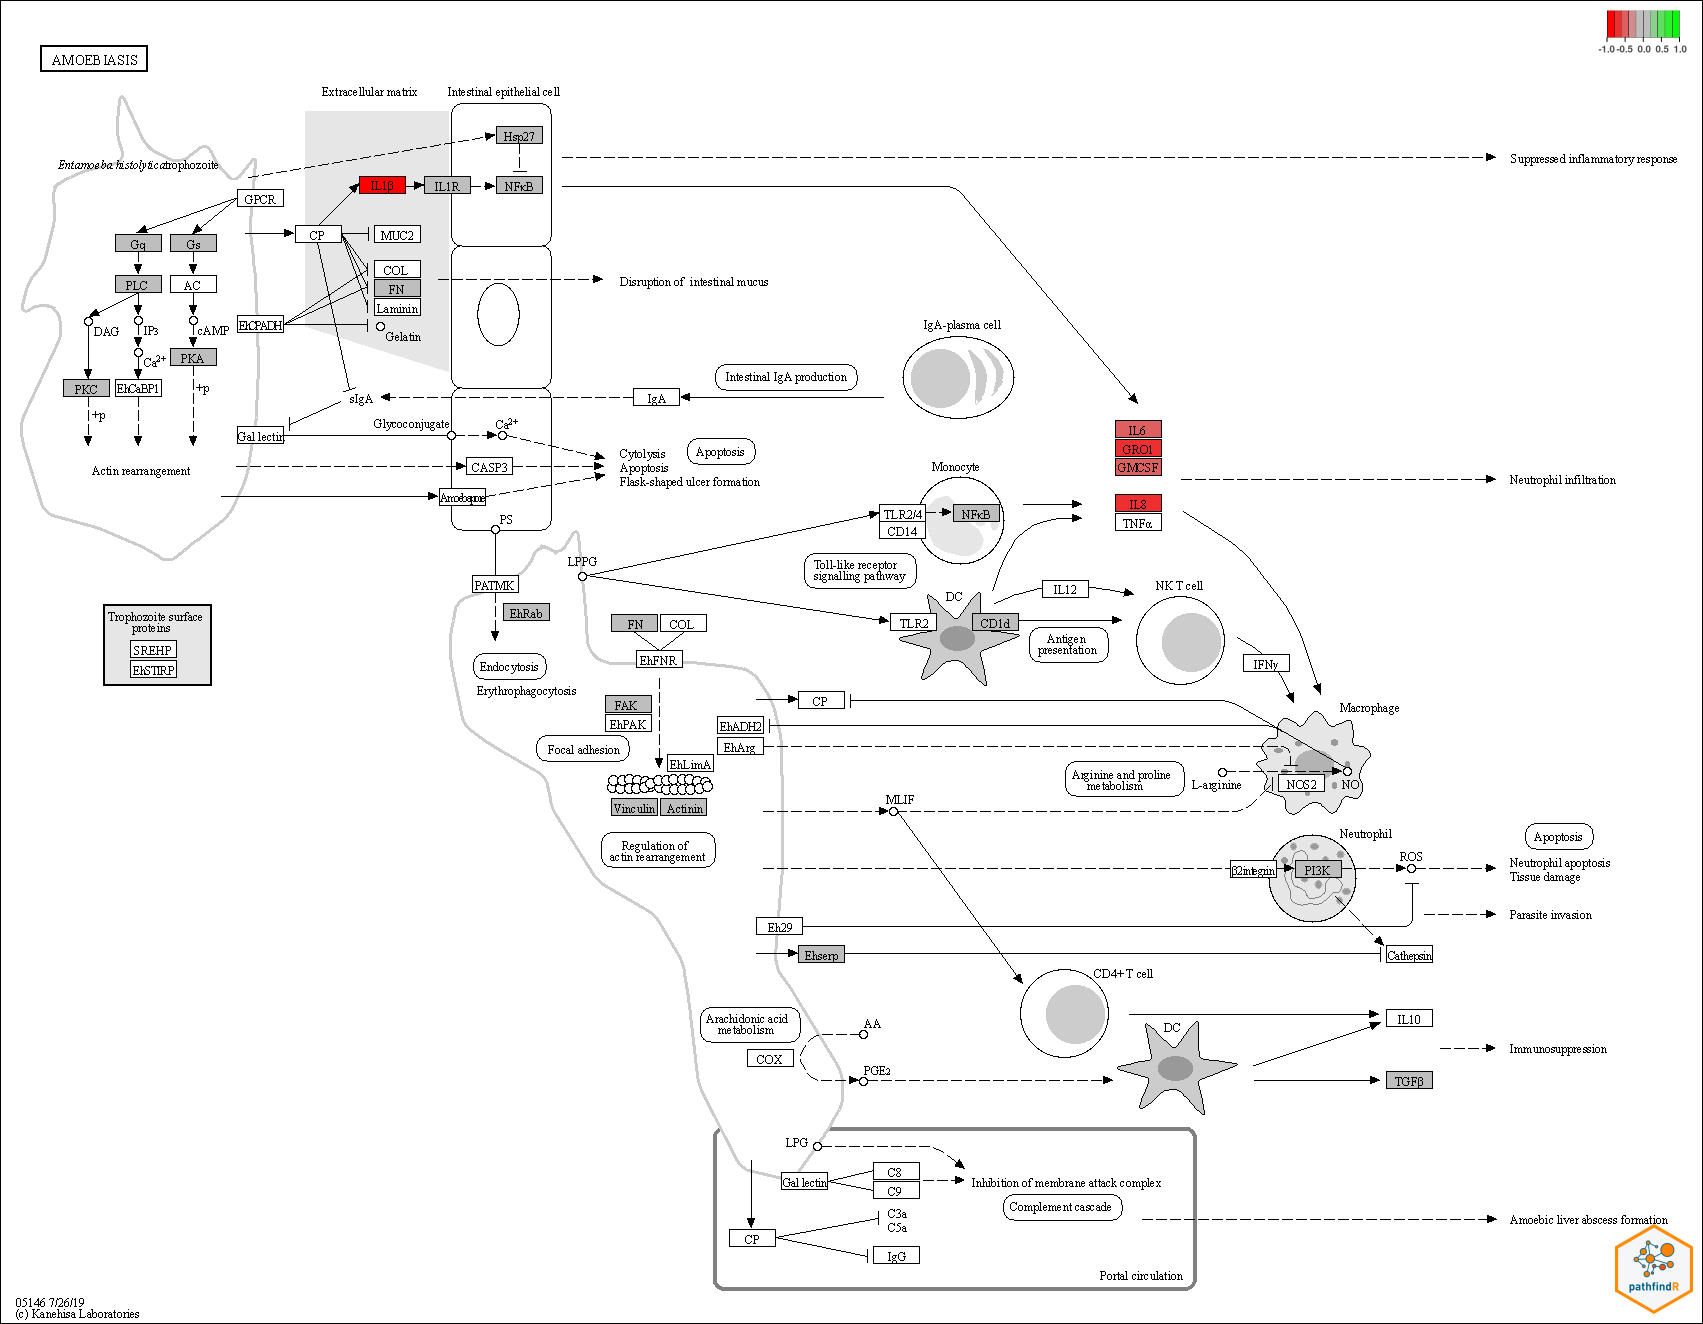 AMOEBIASIS
-1.0 -0.5 0.0 0.5 1.0
Extracellular matrix
Intestinal epithelial cell
Hsp27
Entamoeba histolytica trophozoite
Suppressed inflammatory response
IL1β
IL1R
NFκB
GPCR
CP
MUC2
Gq
Gs
COL
FN
Laminin
Gelatin
Disruption of intestinal mucus
PLC
AC
DAG
IP3
cAMP
EhCPADH
Ca2+
PKA
PKC
EhCaBP1
+p
+p
Actin rearrangement
IgA-plasma cell
Intestinal IgA production
sIgA
IgA
Glycoconjugate
Ca2+
Gal lectin
CASP3
Amoebapore
Cytolysis
Apoptosis
Flask-shaped ulcer formation
Apoptosis
IL6
GRO1
GMCSF
IL8
TNFα
Neutrophil infiltration
Monocyte
TLR2/4
CD14
NFκB
PS
LPPG
PATMK
Toll-like receptor
signalling pathway
DC
TLR2
CD1d
IL12
NK T cell
Antigen
presentation
IFNγ
EhRab
Endocytosis
Erythrophagocytosis
Trophozoite surface
proteins
SREHP
EhSTIRP
FN
COL
EhFNR
FAK
EhPAK
Focal adhesion
EhLimA
Vinculin
Actinin
Regulation of
actin rearrangement
CP
EhADH2
EhArg
Macrophage
Arginine and proline
metabolism
L-arginine
NOS2
NO
MLIF
Neutrophil
Apoptosis
β2integrin
PI3K
ROS
Neutrophil apoptosis
Tissue damage
Parasite invasion
Eh29
Ehserp
Cathepsin
CD4+ T cell
Arachidonic acid
metabolism
AA
COX
PGE2
DC
IL10
Immunosuppression
TGFβ
LPG
Gal lectin
C8
C9
Inhibition of membrane attack complex
Complement cascade
C3a
C5a
CP
IgG
Amoebic liver abscess formation
Portal circulation
pathfindR
05146 7/26/19
(c) Kanehisa Laboratories